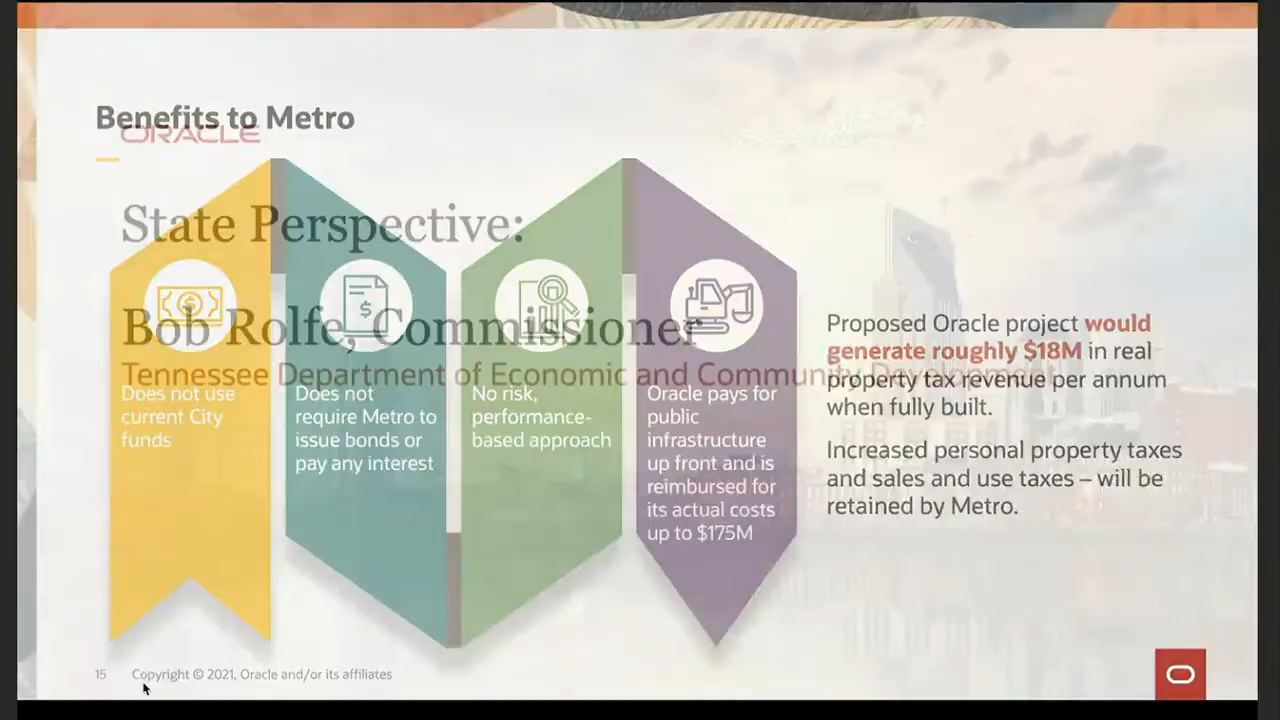 Benefits to Metro
ORACLE
State Perspective:
Bob Rolfe, Commissioner
Tennessee Department of Economic and Community Development
Does not use
current City
funds
Does not
require Metro to
issue bonds or
pay any interest
No risk,
performance-
based approach
Oracle pays for
public
infrastructure
up front and is
reimbursed for
its actual costs
up to $175M
Proposed Oracle project would
generate roughly $18M in real
property tax revenue per annum
when fully built.
Increased personal property taxes
and sales and use taxes – will be
retained by Metro.
15 Copyright © 2021, Oracle and/or its affiliates